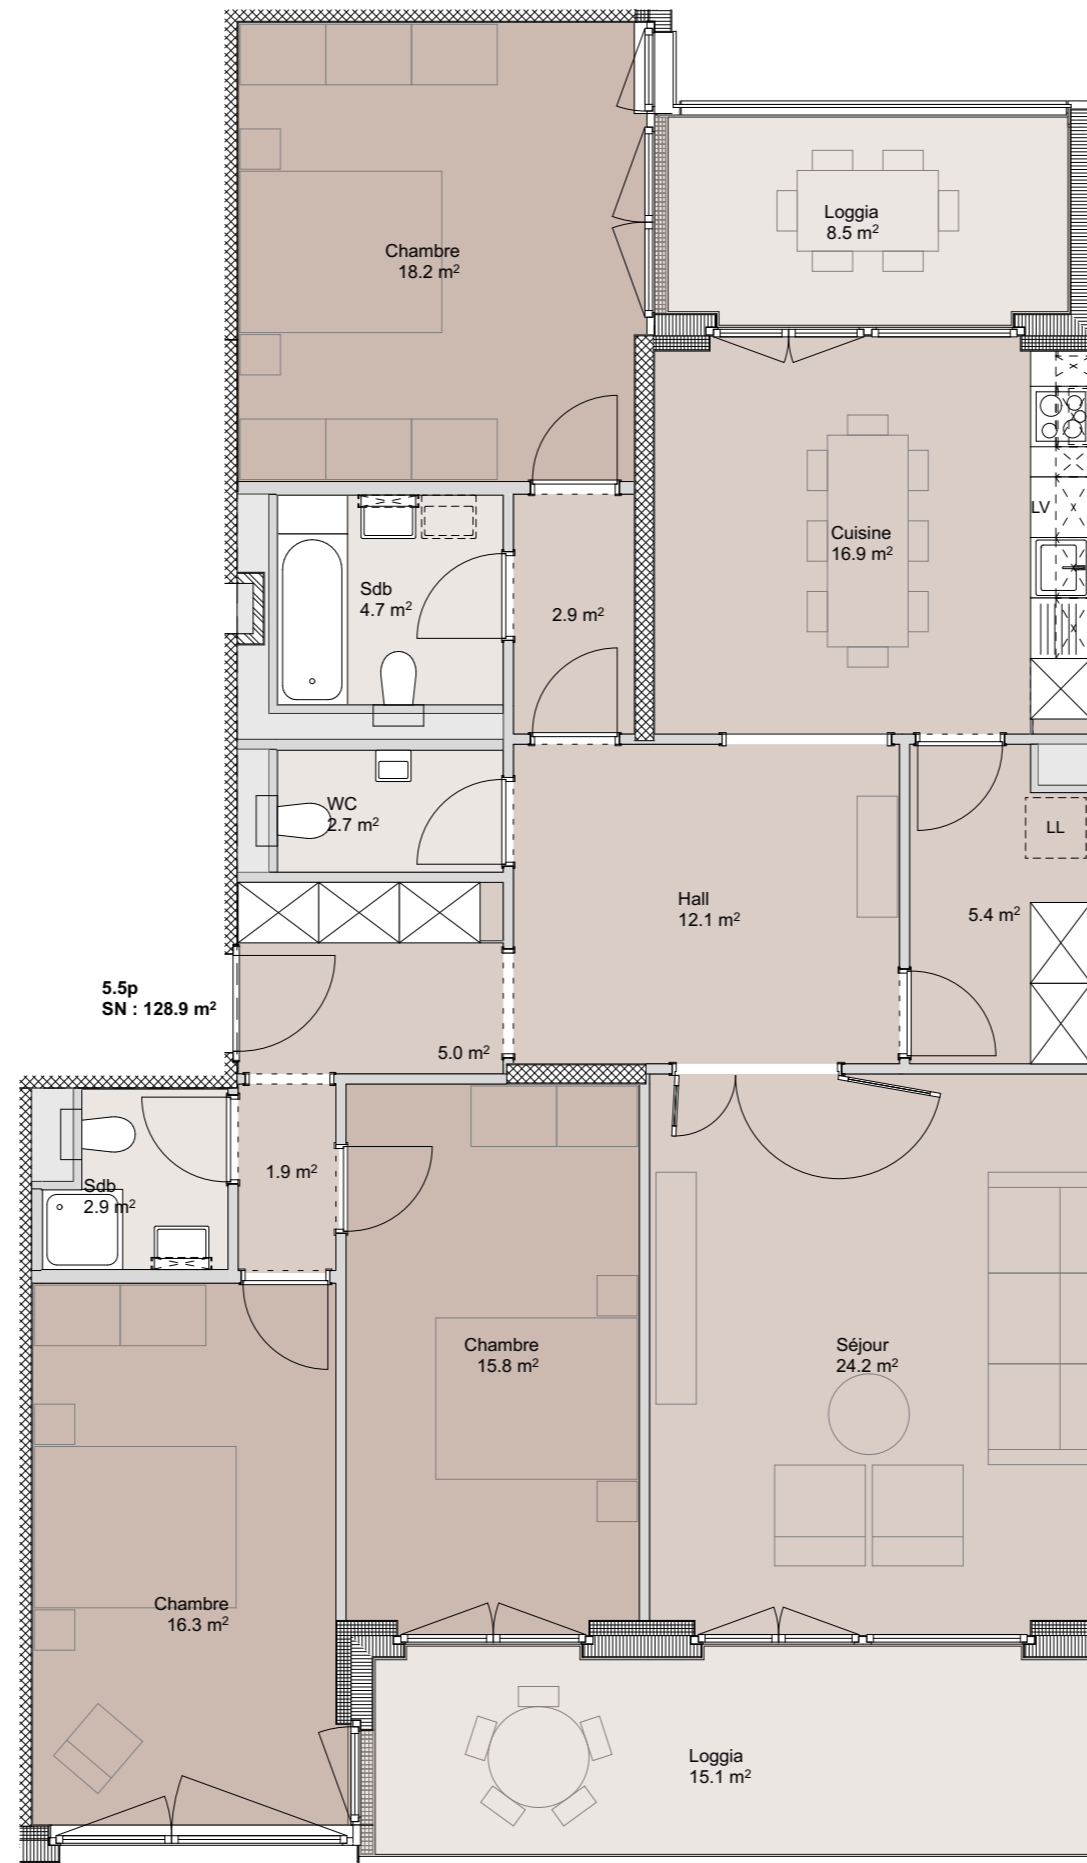 Loggia
8.5 m²
Chambre
18.2 m²
LV
Cuisine
16.9 m²
Sdb
4.7 m²
2.9 m²
WC
2.7 m²
LL
Hall
12.1 m²
5.4 m²
5.5p
SN : 128.9 m²
5.0 m²
1.9 m²
Sdb
2.9 m²
Chambre
15.8 m²
Séjour
24.2 m²
Chambre
16.3 m²
Loggia
15.1 m²